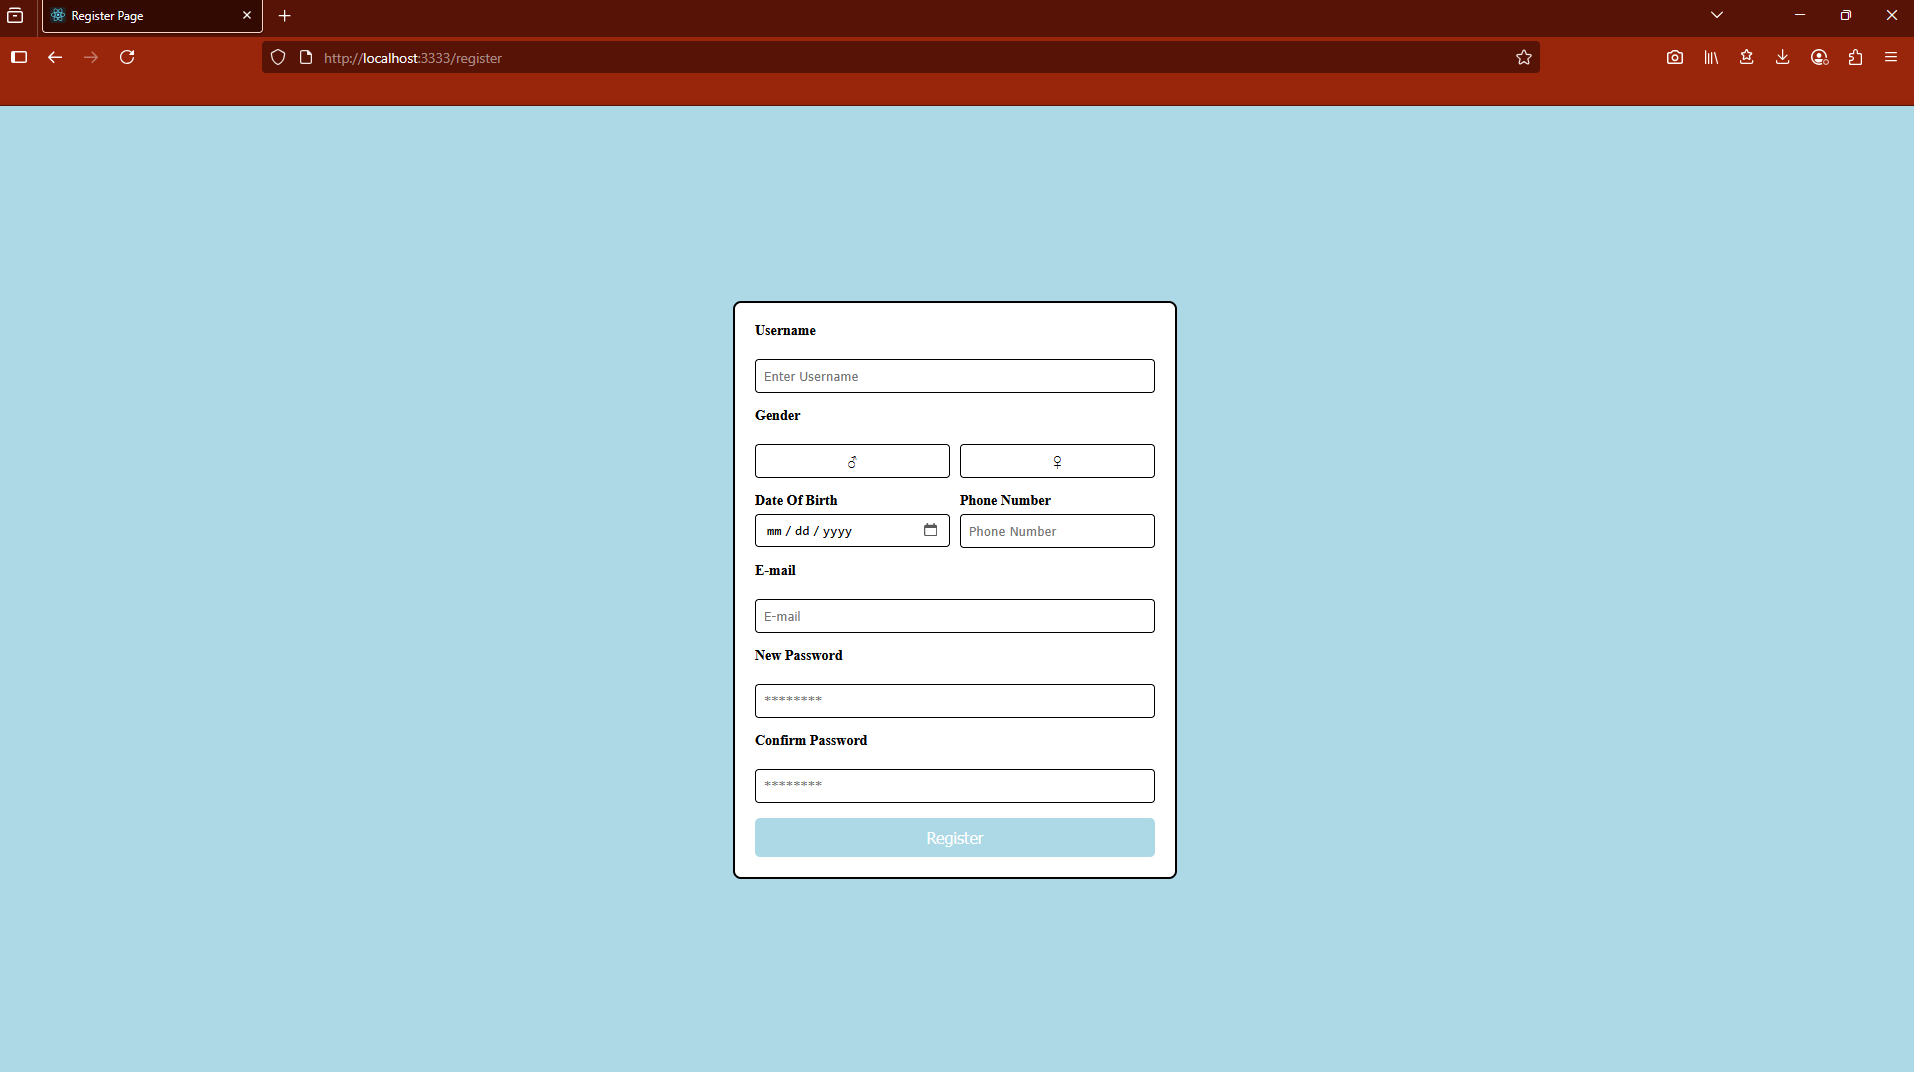 Register Page
http://localhost:3333/register
Username
Enter Username
Gender
♂ ♀
Date Of Birth Phone Number
mm / dd / yyyy Phone Number
E-mail
E-mail
New Password
********
Confirm Password
********
Register